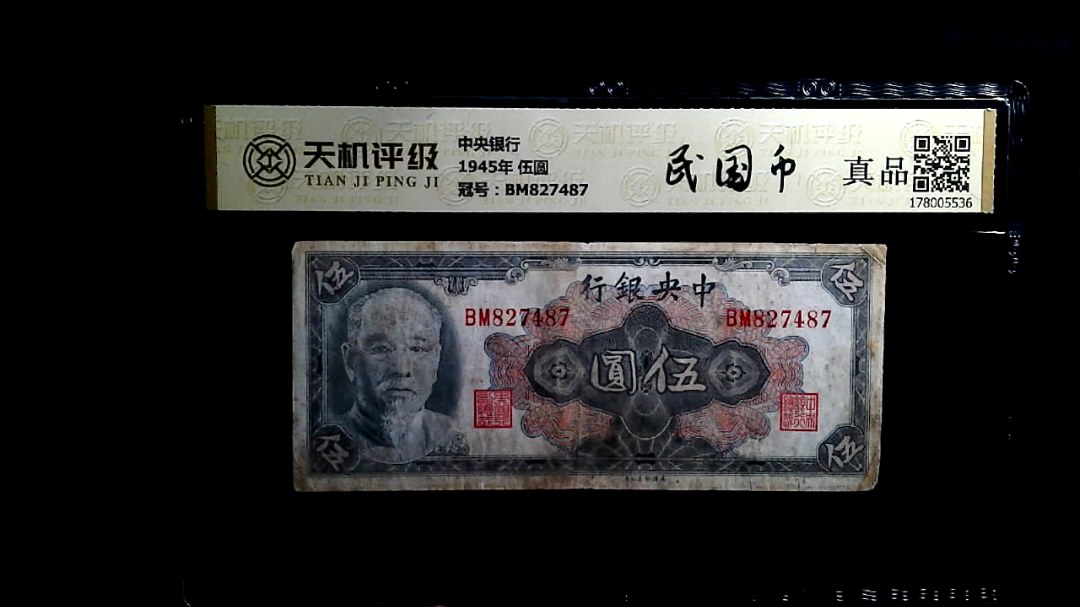 天机评级
TIAN JI PING JI
中央银行
1945年 伍圆
冠号：BM827487
民国币
真品
178005536
伍
伍
行銀央中
BM827487
BM827487
圓伍
伍
伍